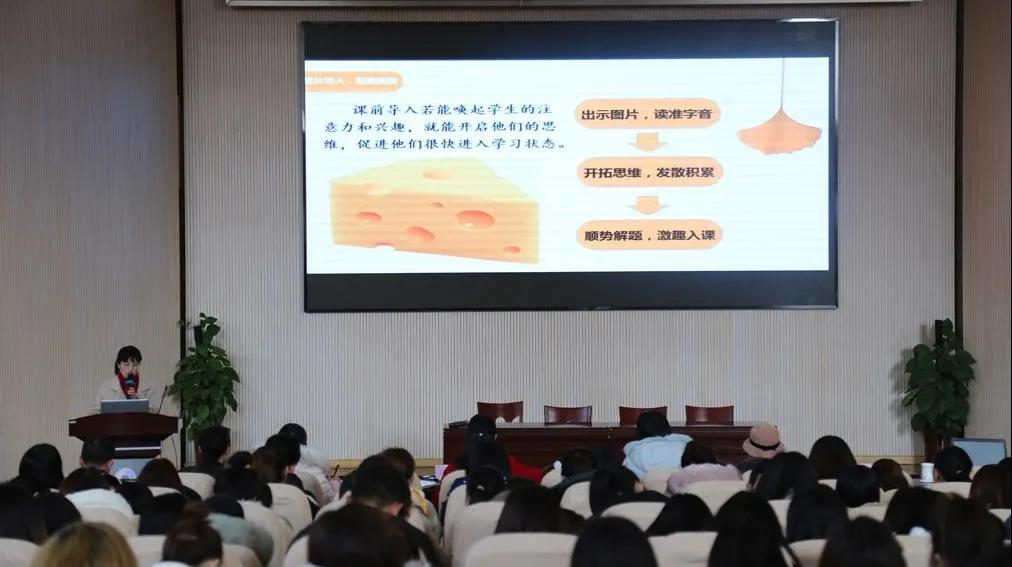 课前导入若能唤起学生的注
意力和兴趣，就能开启他们的思
维，促进他们很快进入学习状态。
出示图片，读准字音
开拓思维，发散积累
顺势解题，激趣入课